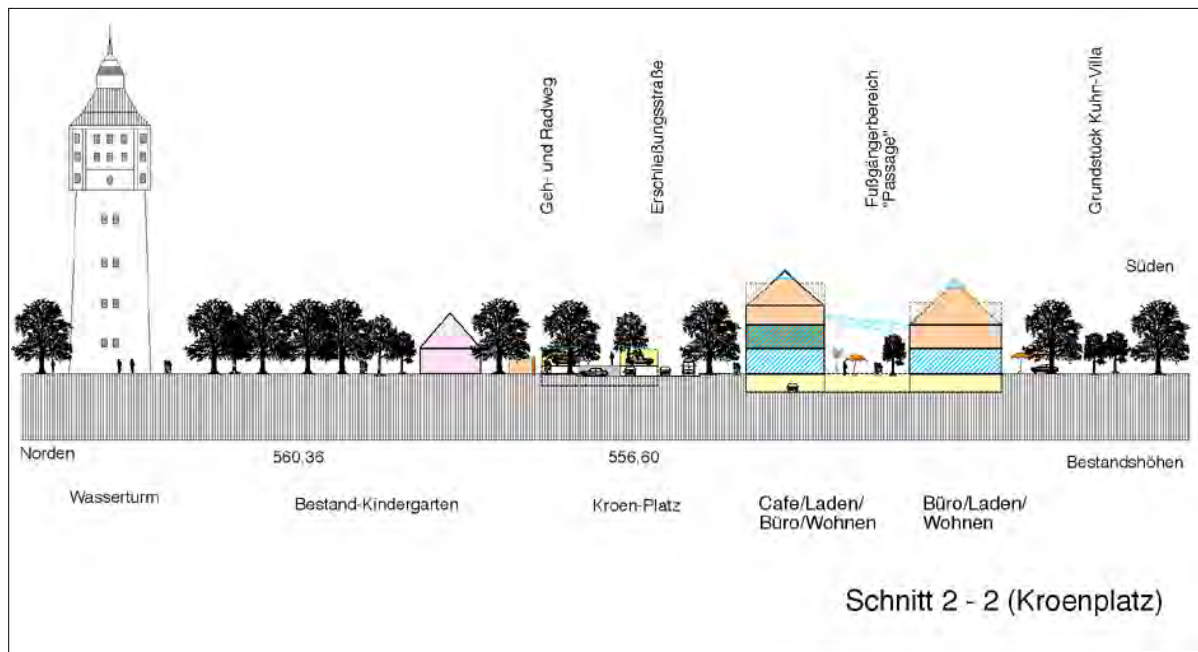 Geh- und Radweg
Erschließungsstraße
Fußgängerbereich
"Passage"
Grundstück Kuhn-Villa
Süden
Norden
560,36
556,60
Bestandshöhen
Wasserturm
Bestand-Kindergarten
Kroen-Platz
Cafe/Laden/
Büro/Wohnen
Büro/Laden/
Wohnen
Schnitt 2 - 2 (Kroenplatz)